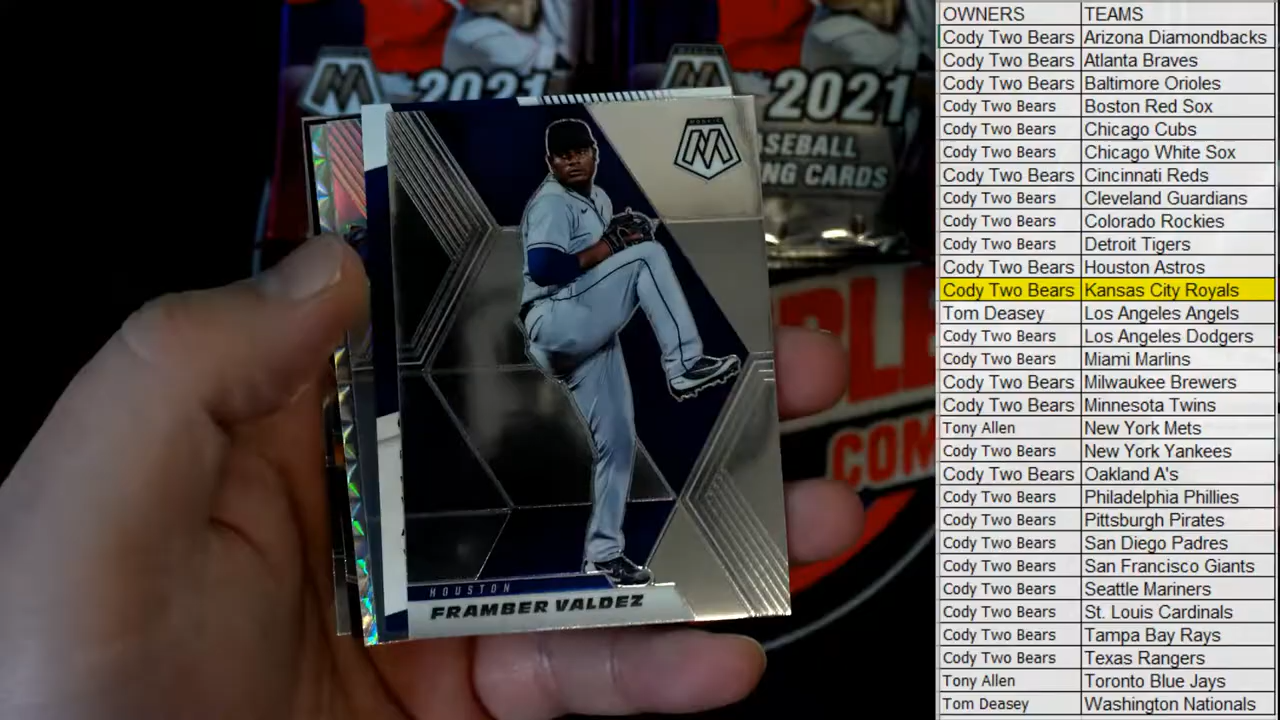 2021
2021
BASEBALL
NG CARDS
PLE
COM
HOUSTON
FRAMBER VALDEZ
OWNERS TEAMS
Cody Two Bears Arizona Diamondbacks
Cody Two Bears Atlanta Braves
Cody Two Bears Baltimore Orioles
Cody Two Bears Boston Red Sox
Cody Two Bears Chicago Cubs
Cody Two Bears Chicago White Sox
Cody Two Bears Cincinnati Reds
Cody Two Bears Cleveland Guardians
Cody Two Bears Colorado Rockies
Cody Two Bears Detroit Tigers
Cody Two Bears Houston Astros
Cody Two Bears Kansas City Royals
Tom Deasey Los Angeles Angels
Cody Two Bears Los Angeles Dodgers
Cody Two Bears Miami Marlins
Cody Two Bears Milwaukee Brewers
Cody Two Bears Minnesota Twins
Tony Allen New York Mets
Cody Two Bears New York Yankees
Cody Two Bears Oakland A's
Cody Two Bears Philadelphia Phillies
Cody Two Bears Pittsburgh Pirates
Cody Two Bears San Diego Padres
Cody Two Bears San Francisco Giants
Cody Two Bears Seattle Mariners
Cody Two Bears St. Louis Cardinals
Cody Two Bears Tampa Bay Rays
Cody Two Bears Texas Rangers
Tony Allen Toronto Blue Jays
Tom Deasey Washington Nationals